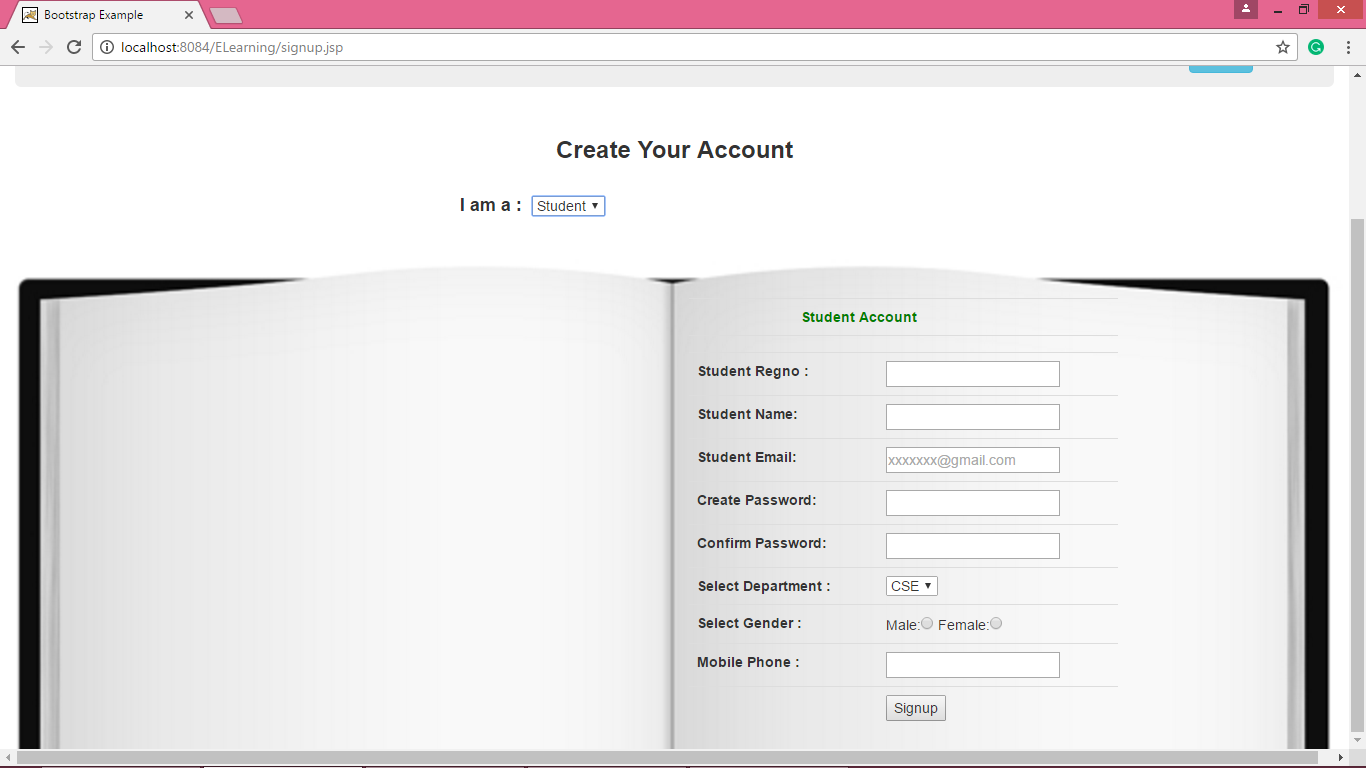 Bootstrap Example
localhost:8084/ELearning/signup.jsp
Create Your Account
I am a : Student
Student Account
Student Regno :
Student Name:
Student Email: xxxxxxx@gmail.com
Create Password:
Confirm Password:
Select Department : CSE
Select Gender : Male: Female:
Mobile Phone :
Signup